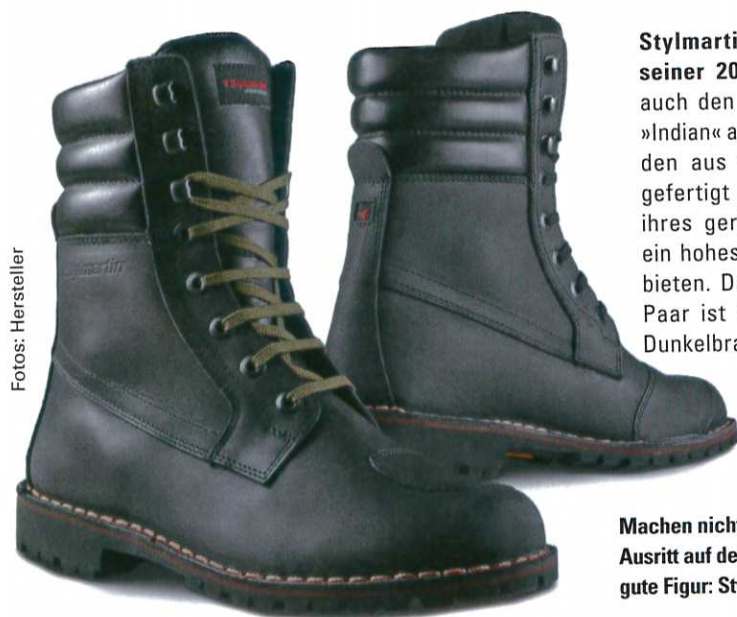 Stylmarti
seiner 20
auch den
»Indian« a
den aus
gefertigt
ihres ger
ein hohes
bieten. D
Paar ist
Dunkelbra
Machen nich
Ausritt auf de
gute Figur: St
Fotos: Hersteller
stylmartin